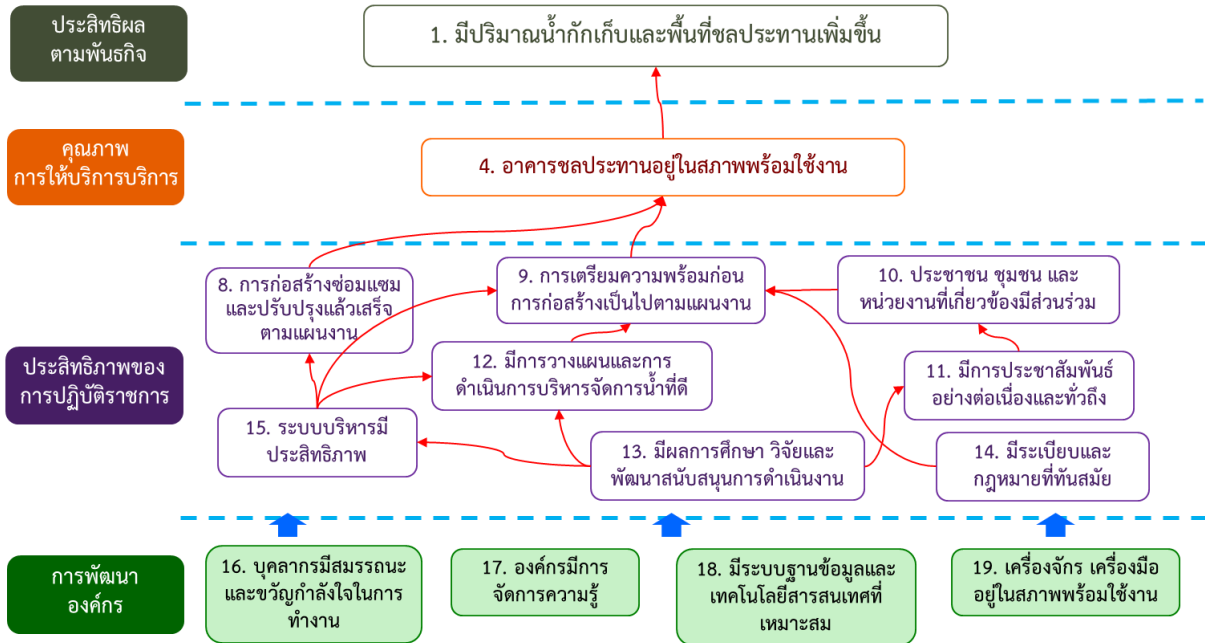 ประสิทธิผล
ตามพันธกิจ
1. มีปริมาณน้ำกักเก็บและพื้นที่ชลประทานเพิ่มขึ้น
คุณภาพ
การให้บริการบริการ
4. อาคารชลประทานอยู่ในสภาพพร้อมใช้งาน
8. การก่อสร้างซ่อมแซม
และปรับปรุงแล้วเสร็จ
ตามแผนงาน
9. การเตรียมความพร้อมก่อน
การก่อสร้างเป็นไปตามแผนงาน
10. ประชาชน ชุมชน และ
หน่วยงานที่เกี่ยวข้องมีส่วนร่วม
ประสิทธิภาพของ
การปฏิบัติราชการ
12. มีการวางแผนและการ
ดำเนินการบริหารจัดการน้ำที่ดี
11. มีการประชาสัมพันธ์
อย่างต่อเนื่องและทั่วถึง
15. ระบบบริหารมี
ประสิทธิภาพ
13. มีผลการศึกษา วิจัยและ
พัฒนาสนับสนุนการดำเนินงาน
14. มีระเบียบและ
กฎหมายที่ทันสมัย
การพัฒนา
องค์กร
16. บุคลากรมีสมรรถนะ
และขวัญกำลังใจในการ
ทำงาน
17. องค์กรมีการ
จัดการความรู้
18. มีระบบฐานข้อมูลและ
เทคโนโลยีสารสนเทศที่
เหมาะสม
19. เครื่องจักร เครื่องมือ
อยู่ในสภาพพร้อมใช้งาน